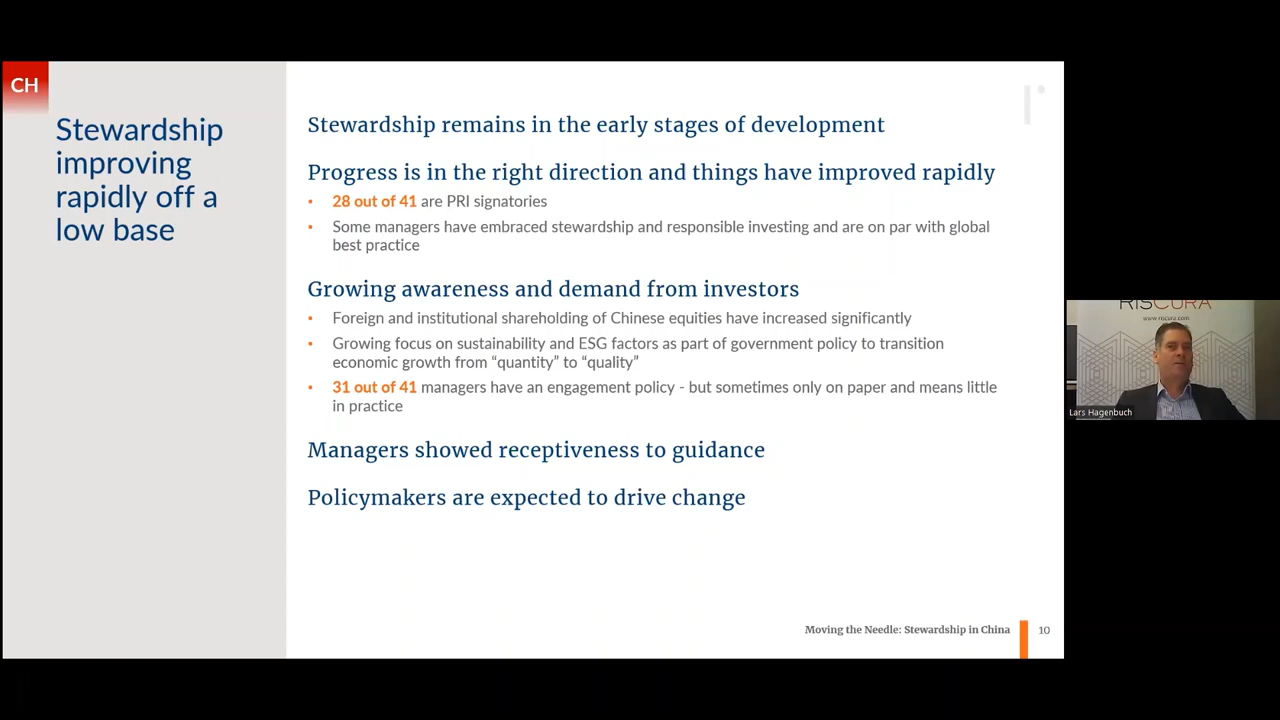 CH
Stewardship
improving
rapidly off a
low base
Stewardship remains in the early stages of development
Progress is in the right direction and things have improved rapidly
• 28 out of 41 are PRI signatories
• Some managers have embraced stewardship and responsible investing and are on par with global
best practice
Growing awareness and demand from investors
• Foreign and institutional shareholding of Chinese equities have increased significantly
• Growing focus on sustainability and ESG factors as part of government policy to transition
economic growth from “quantity” to “quality”
• 31 out of 41 managers have an engagement policy - but sometimes only on paper and means little
in practice
Managers showed receptiveness to guidance
Policymakers are expected to drive change
Moving the Needle: Stewardship in China 10
RISCURA
www.riscura.com
Lars Hagenbuch